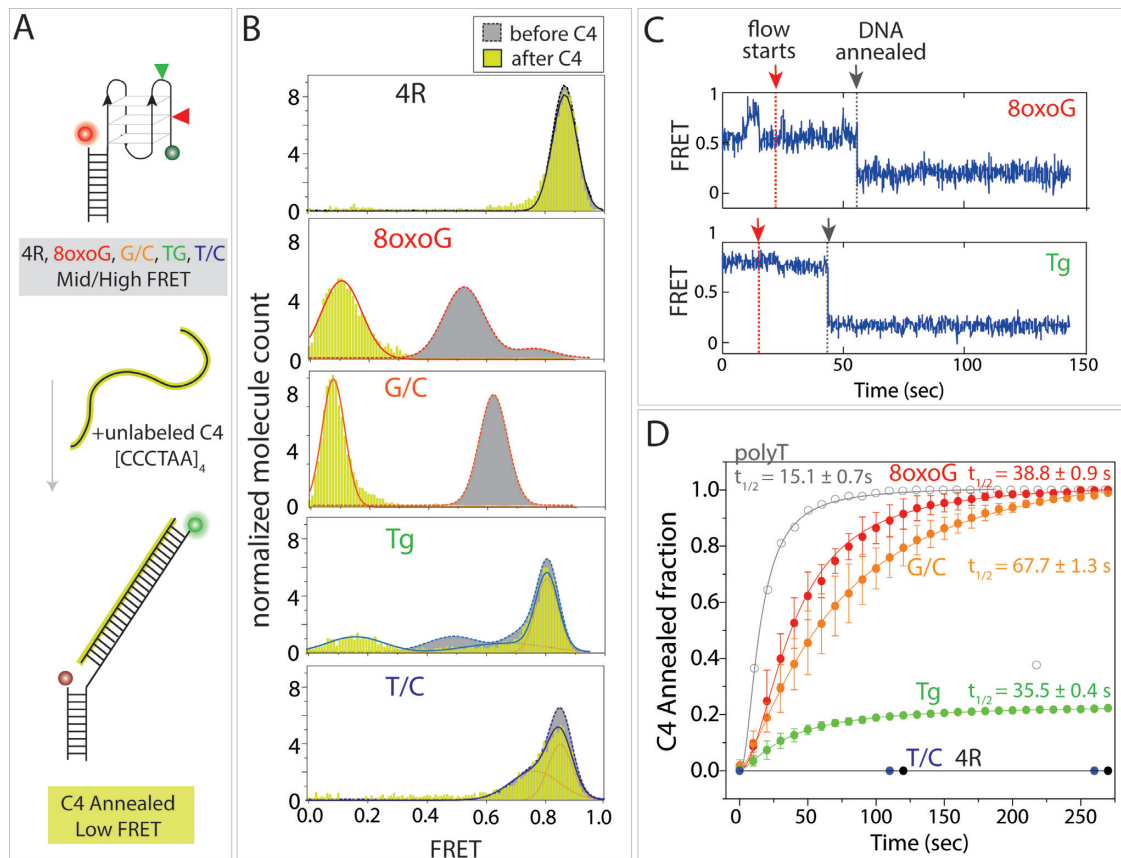 A
4R, 8oxoG, G/C, TG, T/C
Mid/High FRET
+unlabeled C4
[CCCTAA]4
C4 Annealed
Low FRET
B
before C4
after C4
normalized molecule count
4R
8
4
0
8oxoG
8
4
0
G/C
8
4
0
Tg
8
4
0
T/C
8
4
0
0.0 0.2 0.4 0.6 0.8 1.0
FRET
C
flow
starts
DNA
annealed
FRET
1
0.5
0
8oxoG
FRET
1
0.5
0
Tg
0 50 100 150
Time (sec)
D
polyT
t1/2 = 15.1 ± 0.7s
8oxoG t1/2 = 38.8 ± 0.9 s
G/C
t1/2 = 67.7 ± 1.3 s
Tg t1/2 = 35.5 ± 0.4 s
T/C 4R
C4 Annealed fraction
1.0
0.8
0.6
0.4
0.2
0.0
0 50 100 150 200 250
Time (sec)